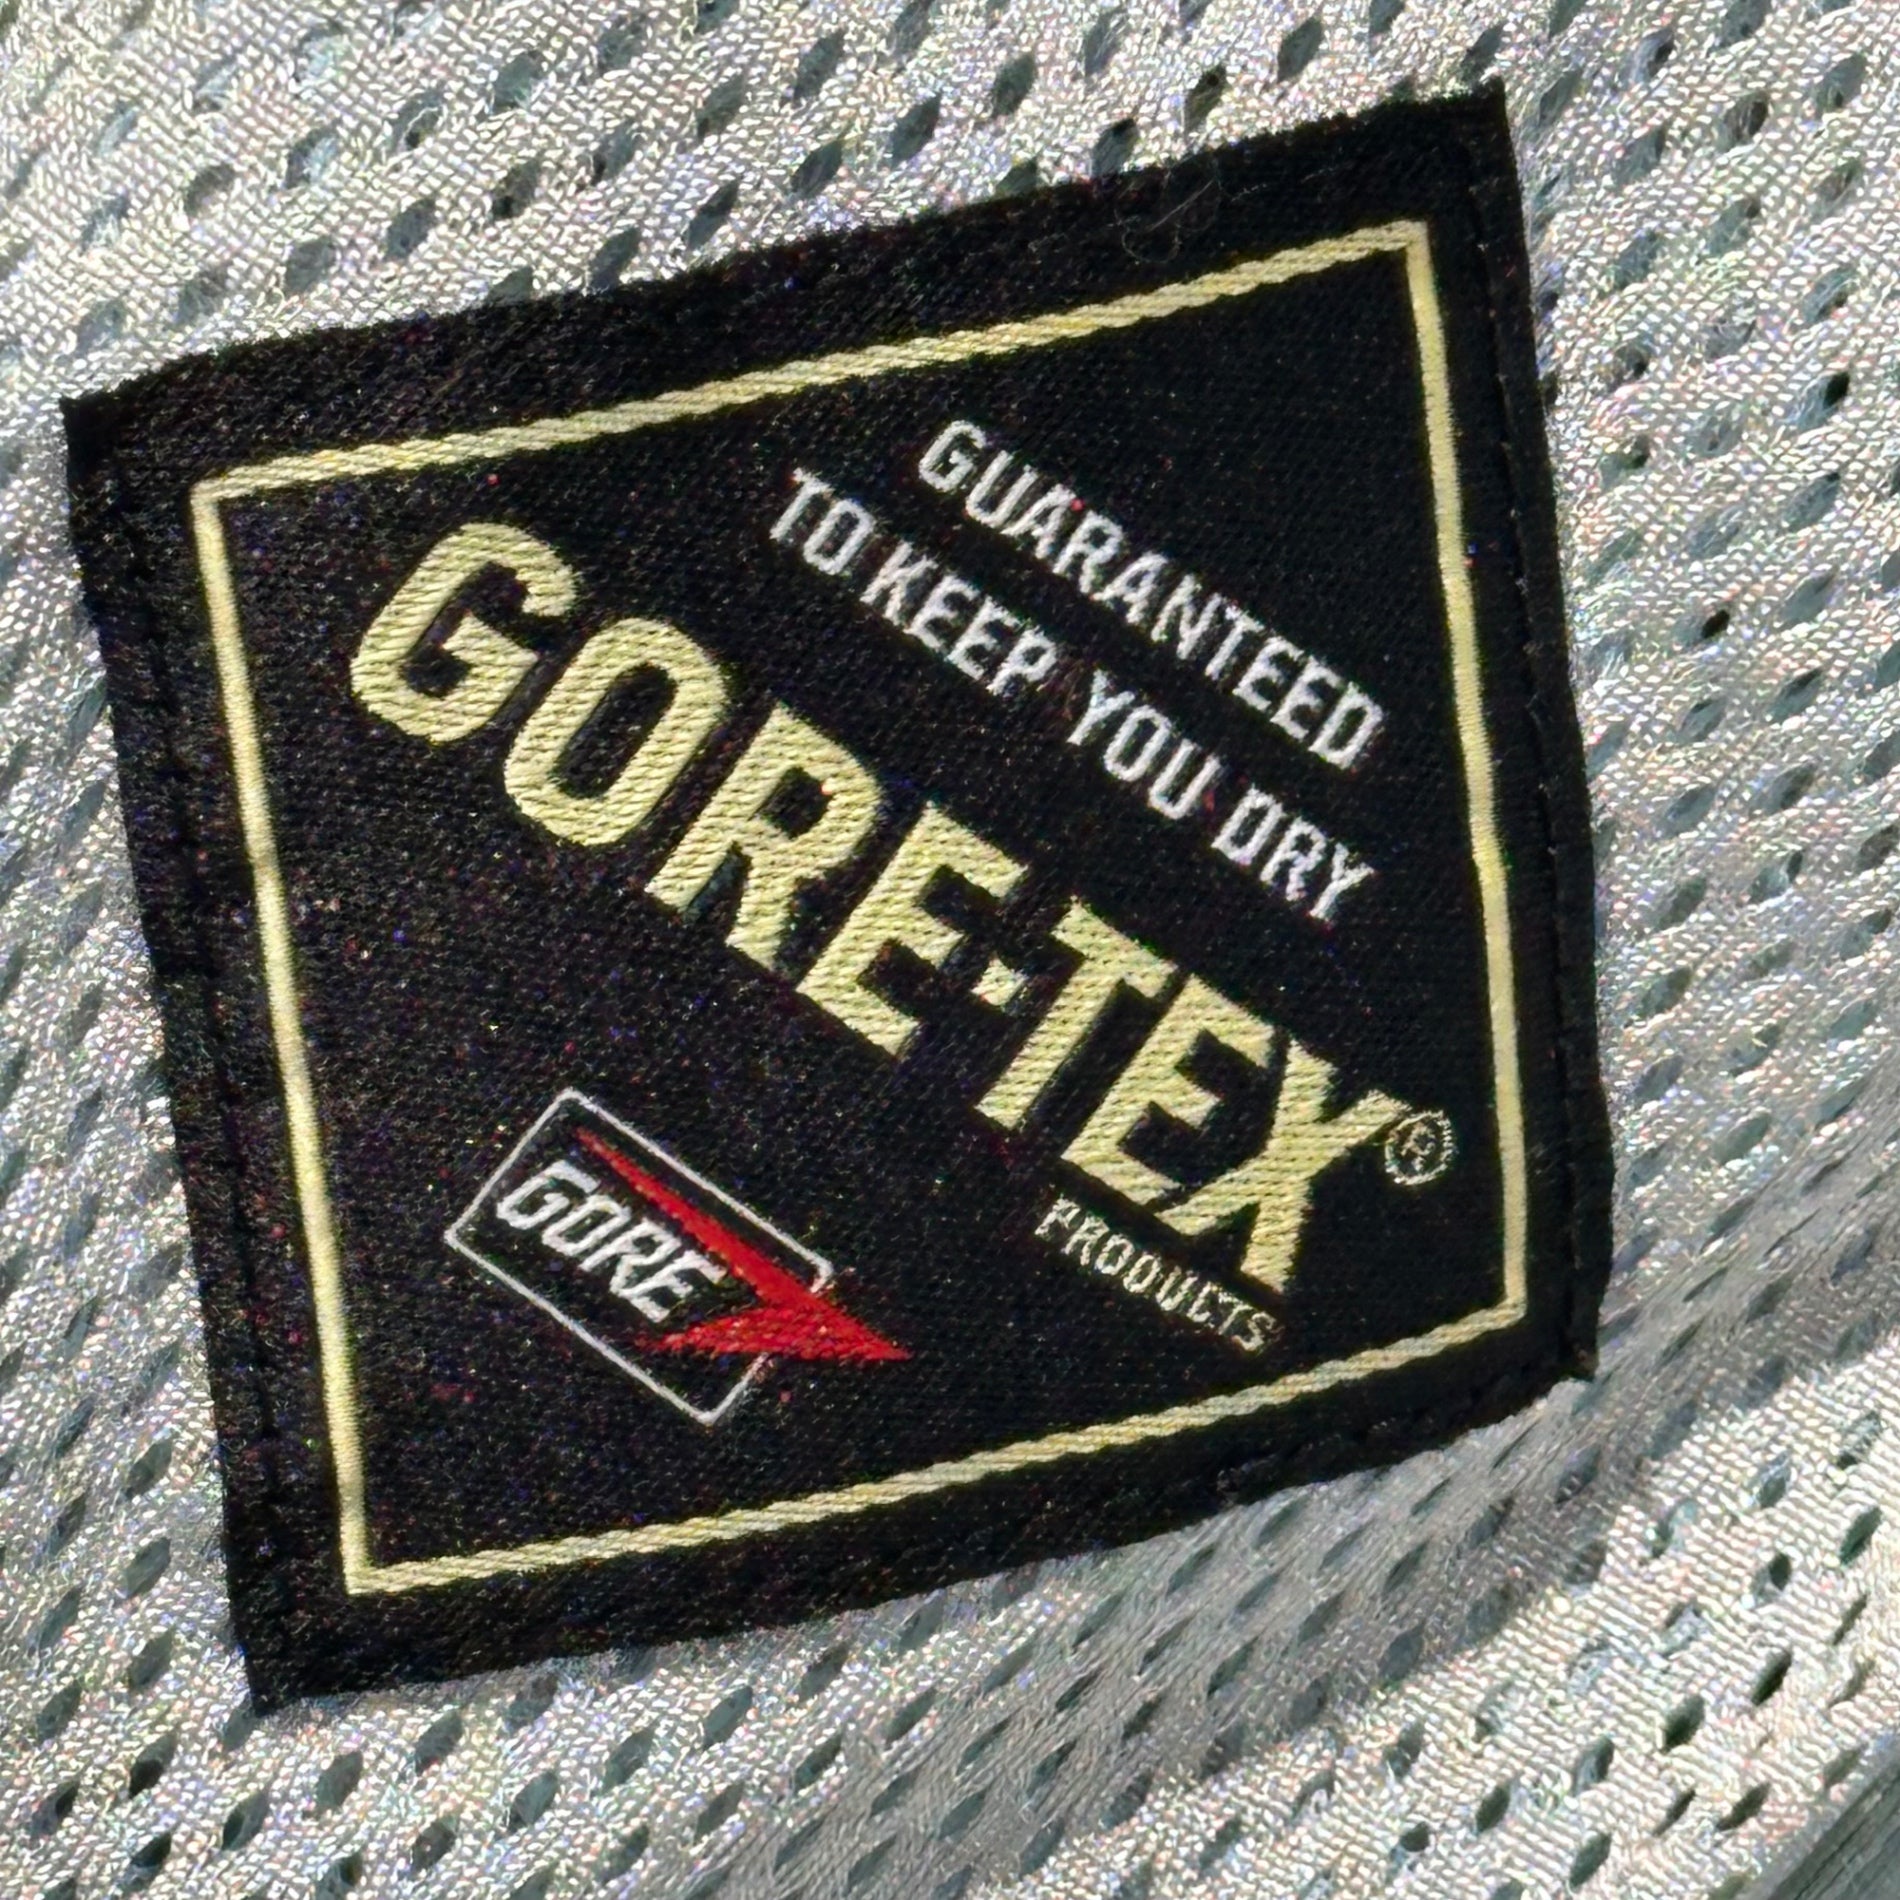 GUARANTEED
TO KEEP YOU DRY
GORE-TEX®
PRODUCTS
GORE